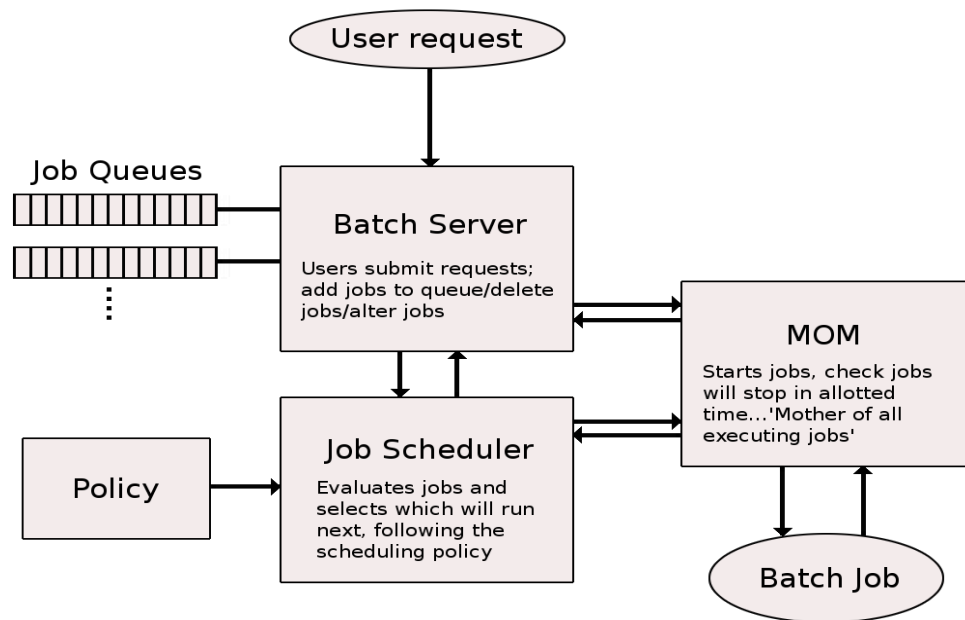 User request
Job Queues
Batch Server
Users submit requests;
add jobs to queue/delete
jobs/alter jobs
MOM
Starts jobs, check jobs
will stop in allotted
time...'Mother of all
executing jobs'
Job Scheduler
Evaluates jobs and
selects which will run
next, following the
scheduling policy
Policy
Batch Job